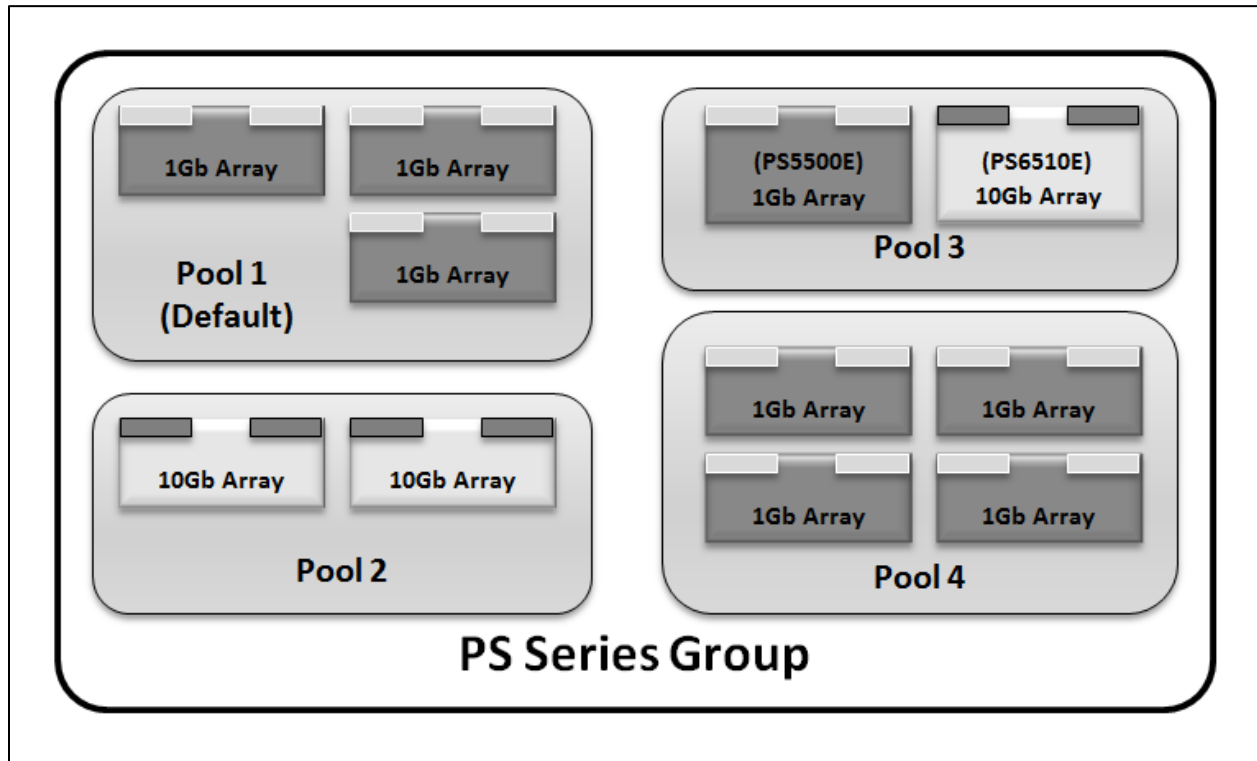 1Gb Array
1Gb Array
1Gb Array
Pool 1
(Default)
10Gb Array
10Gb Array
Pool 2
(PS5500E)
1Gb Array
(PS6510E)
10Gb Array
Pool 3
1Gb Array
1Gb Array
1Gb Array
1Gb Array
Pool 4
PS Series Group